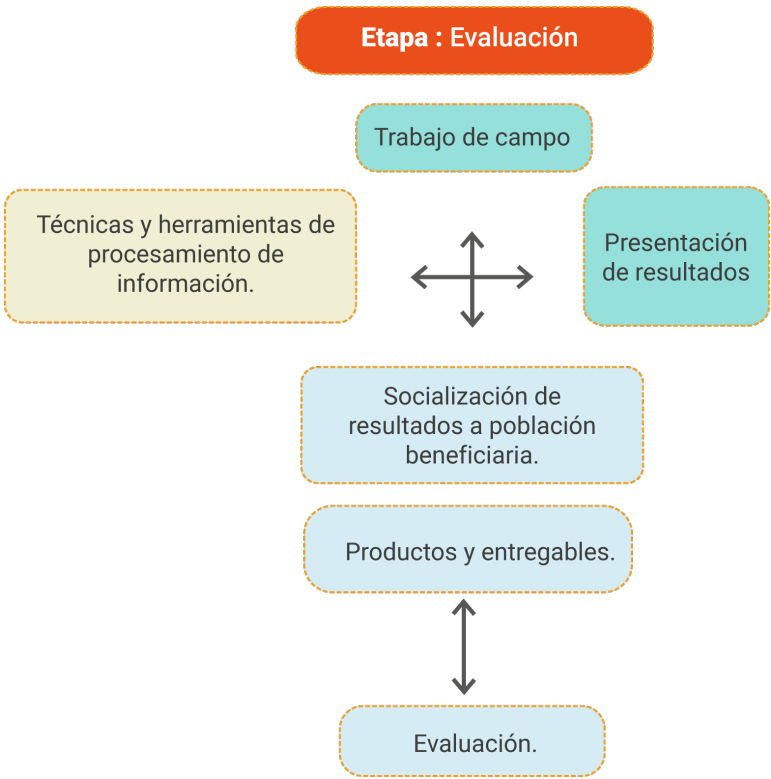 Etapa : Evaluación
Trabajo de campo
Técnicas y herramientas de
procesamiento de
información.
Presentación
de resultados
Socialización de
resultados a población
beneficiaria.
Productos y entregables.
Evaluación.